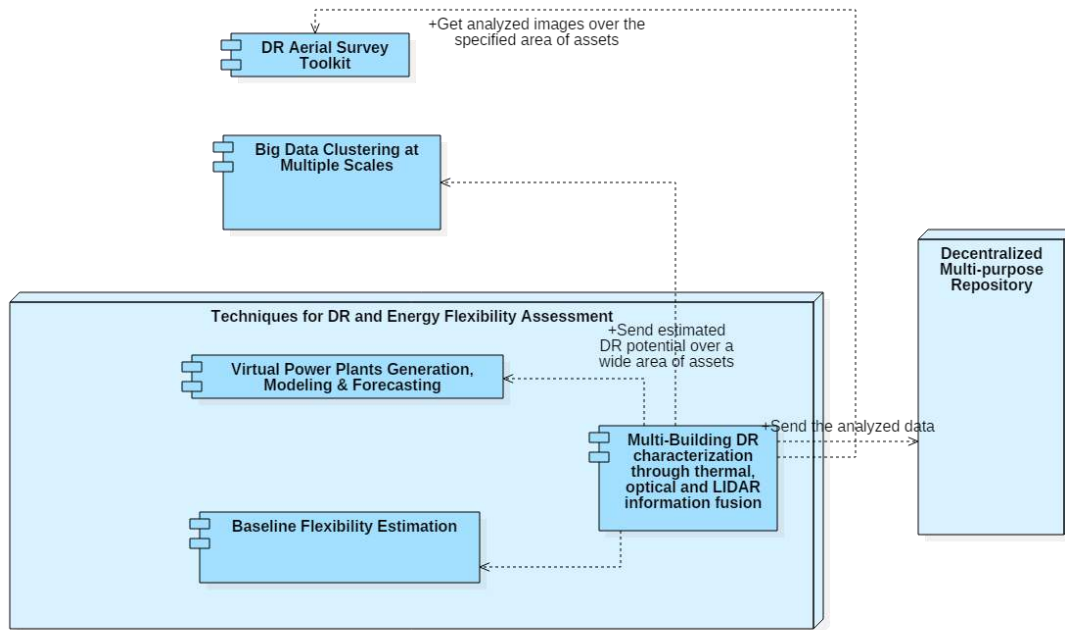 +Get analyzed images over the
specified area of assets
DR Aerial Survey
Toolkit
Big Data Clustering at
Multiple Scales
Decentralized
Multi-purpose
Repository
Techniques for DR and Energy Flexibility Assessment
+Send estimated
DR potential over a
wide area of assets
Virtual Power Plants Generation,
Modeling & Forecasting
+Send the analyzed data
Multi-Building DR
characterization
through thermal,
optical and LIDAR
information fusion
Baseline Flexibility Estimation